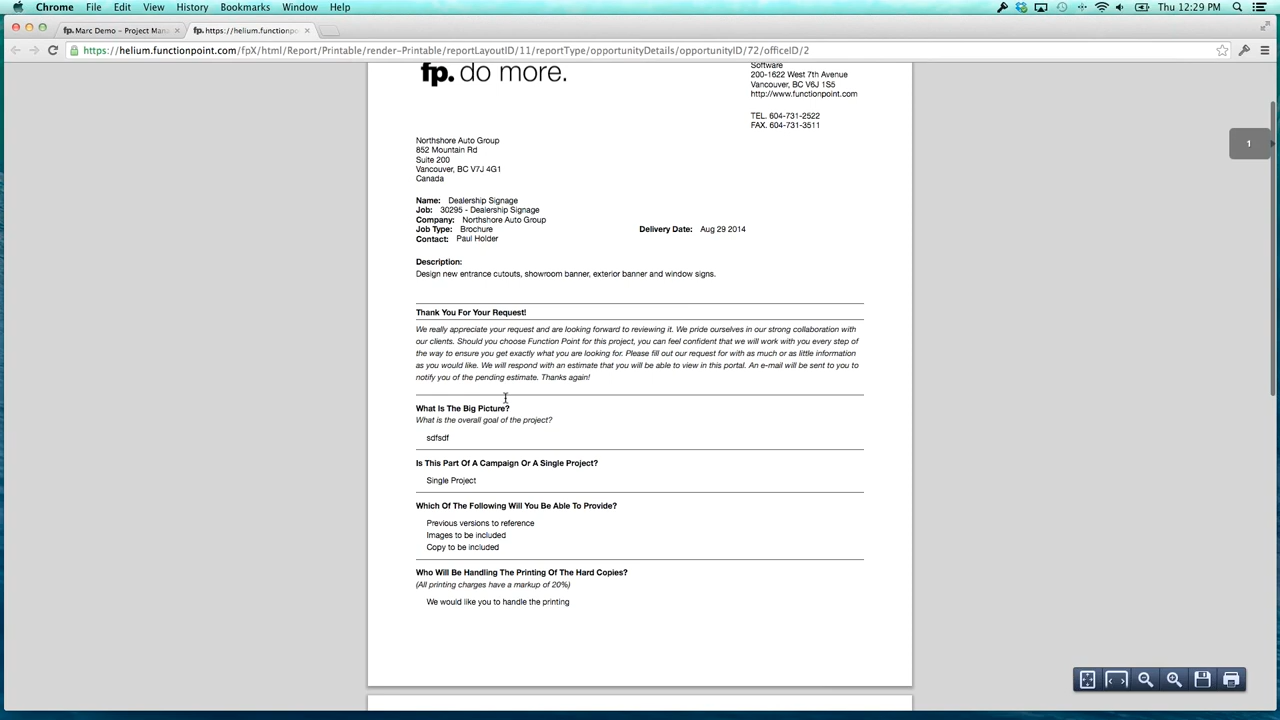 Chrome File Edit View History Bookmarks Window Help
Thu 12:29 PM
fp. Marc Demo – Project Mana
fp. https://helium.functionpo
https://helium.functionpoint.com/fpX/html/Report/Printable/render-Printable/reportLayoutID/11/reportType/opportunityDetails/opportunityID/72/officeID/2
fp. do more.
Software
200-1622 West 7th Avenue
Vancouver, BC V6J 1S5
http://www.functionpoint.com
TEL. 604-731-2522
FAX. 604-731-3511
1
Northshore Auto Group
852 Mountain Rd
Suite 200
Vancouver, BC V7J 4G1
Canada
Name: Dealership Signage
Job: 30295 - Dealership Signage
Company: Northshore Auto Group
Job Type: Brochure
Delivery Date: Aug 29 2014
Contact: Paul Holder
Description:
Design new entrance cutouts, showroom banner, exterior banner and window signs.
Thank You For Your Request!
We really appreciate your request and are looking forward to reviewing it. We pride ourselves in our strong collaboration with
our clients. Should you choose Function Point for this project, you can feel confident that we will work with you every step of
the way to ensure you get exactly what you are looking for. Please fill out our request for with as much or as little information
as you would like. We will respond with an estimate that you will be able to view in this portal. An e-mail will be sent to you to
notify you of the pending estimate. Thanks again!
What Is The Big Picture?
What is the overall goal of the project?
sdfsdf
Is This Part Of A Campaign Or A Single Project?
Single Project
Which Of The Following Will You Be Able To Provide?
Previous versions to reference
Images to be included
Copy to be included
Who Will Be Handling The Printing Of The Hard Copies?
(All printing charges have a markup of 20%)
We would like you to handle the printing